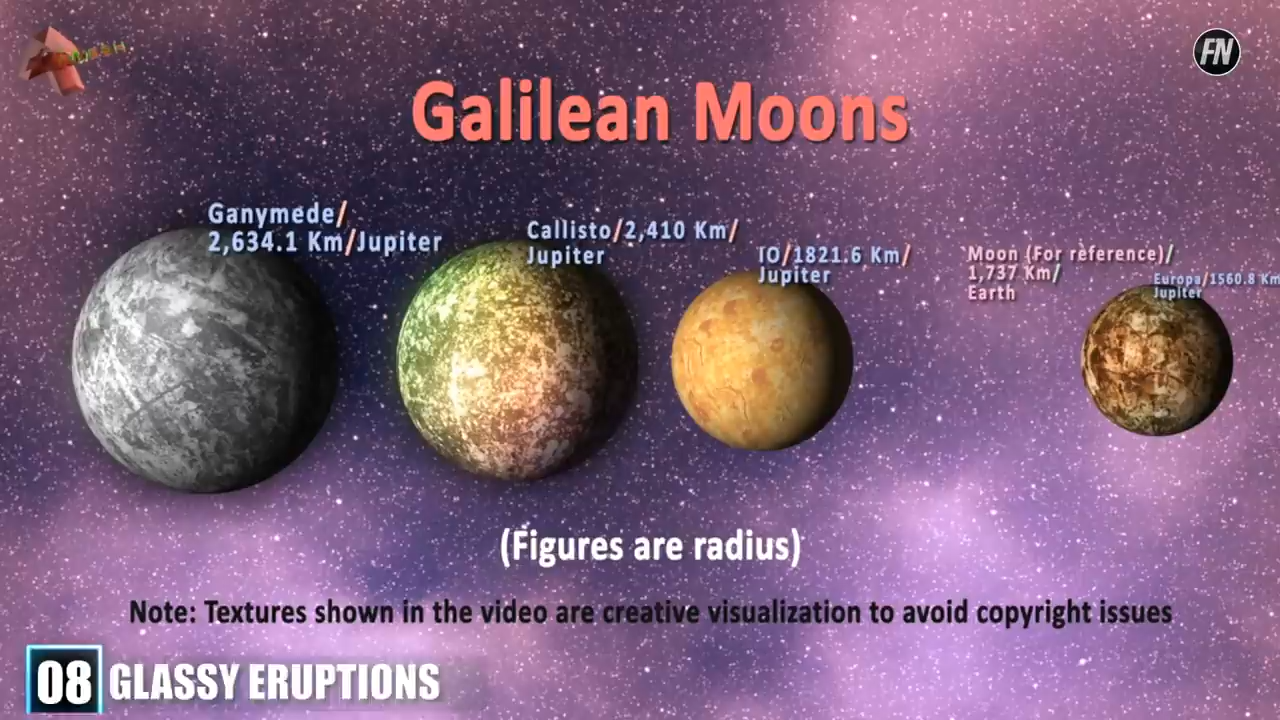 FN
Galilean Moons
Ganymede/
2,634.1 Km/Jupiter
Callisto/2,410 Km/
Jupiter
IO/1821.6 Km/
Jupiter
Moon (For reference)/
1,737 Km/
Earth
Europa/1560.8 Km
Jupiter
(Figures are radius)
Note: Textures shown in the video are creative visualization to avoid copyright issues
08 GLASSY ERUPTIONS